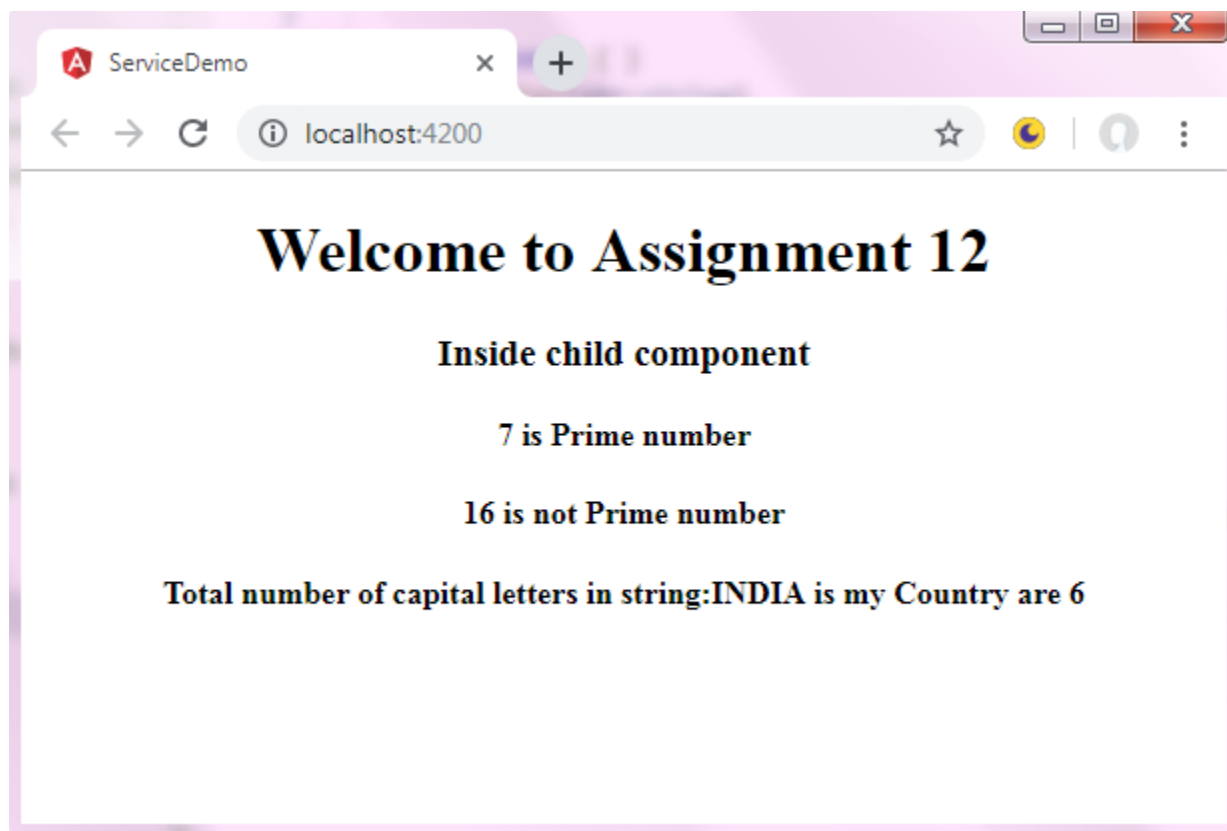 ServiceDemo
localhost:4200
Welcome to Assignment 12
Inside child component
7 is Prime number
16 is not Prime number
Total number of capital letters in string:INDIA is my Country are 6